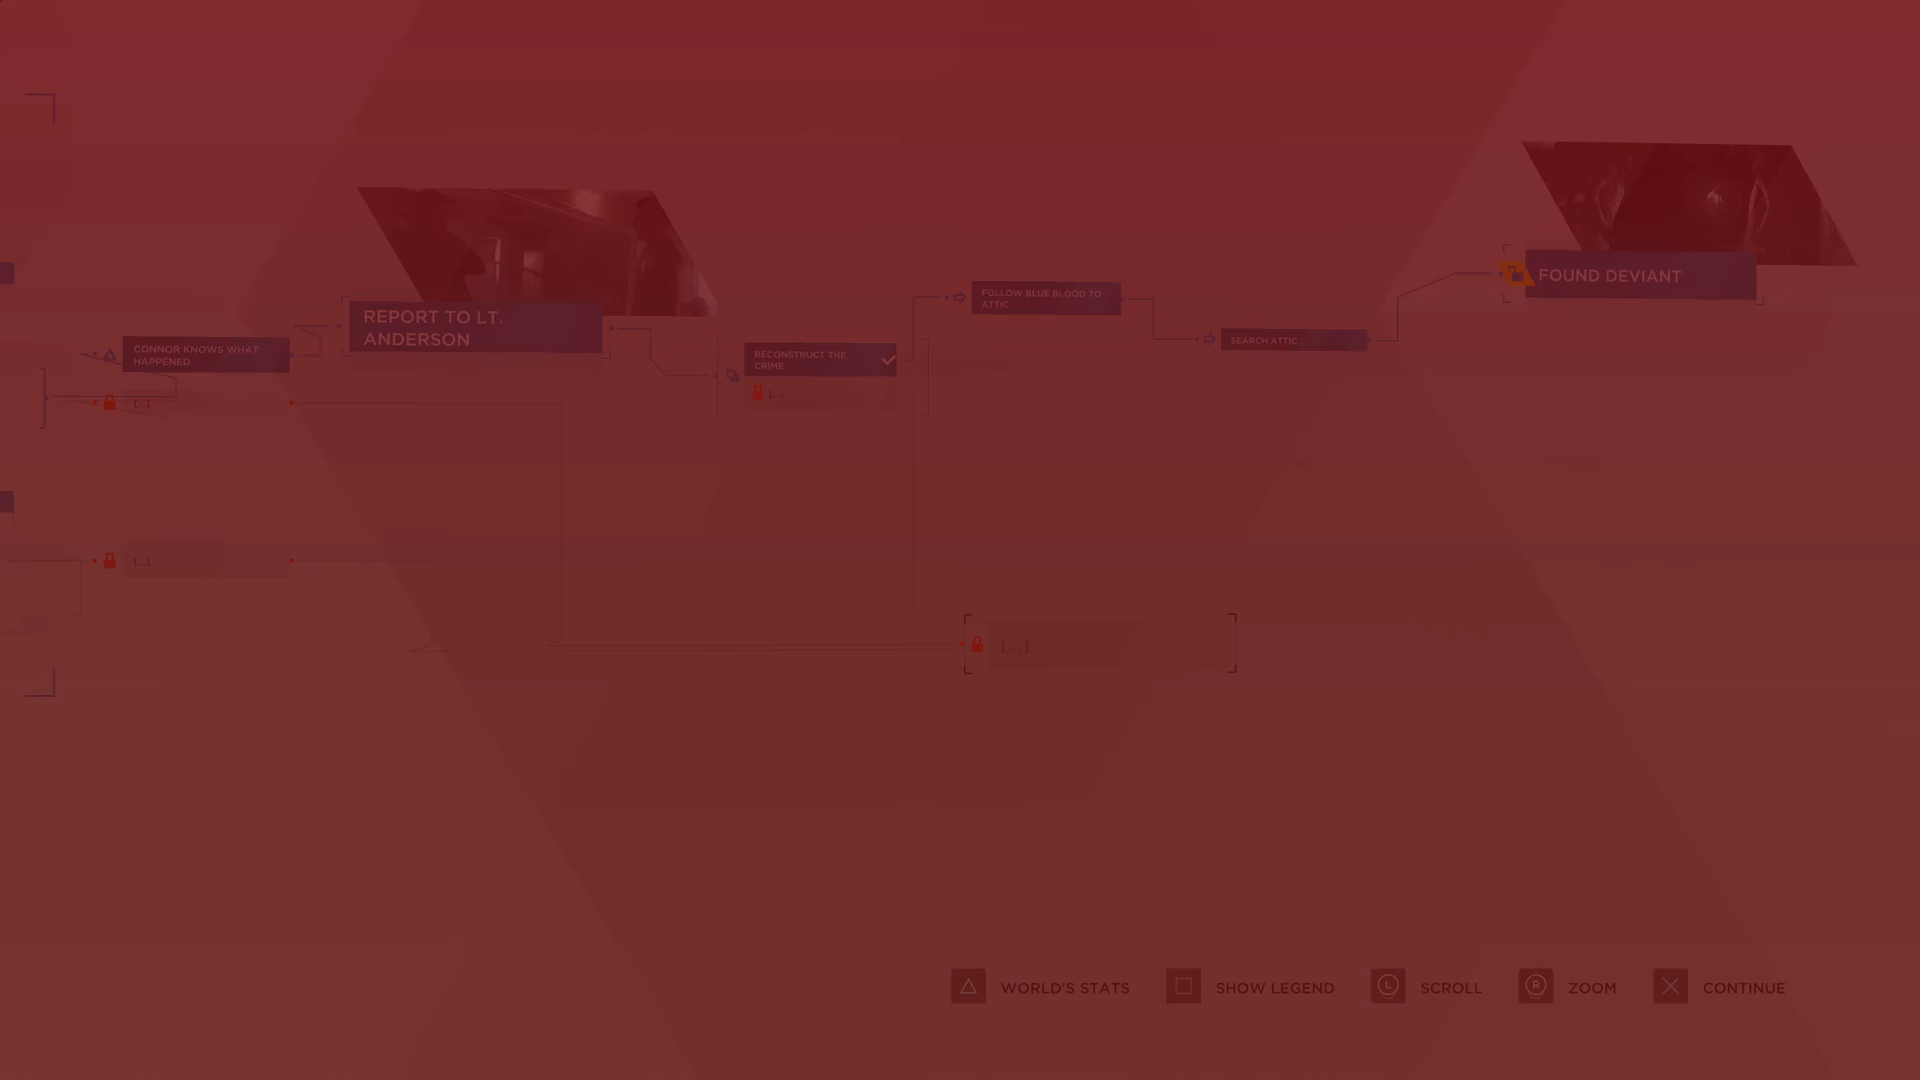 CONNOR KNOWS WHAT
HAPPENED
[...]
REPORT TO LT.
ANDERSON
RECONSTRUCT THE
CRIME
[...]
FOLLOW BLUE BLOOD TO
ATTIC
SEARCH ATTIC
FOUND DEVIANT
[...]
[...]
WORLD'S STATS
SHOW LEGEND
L SCROLL
R ZOOM
CONTINUE